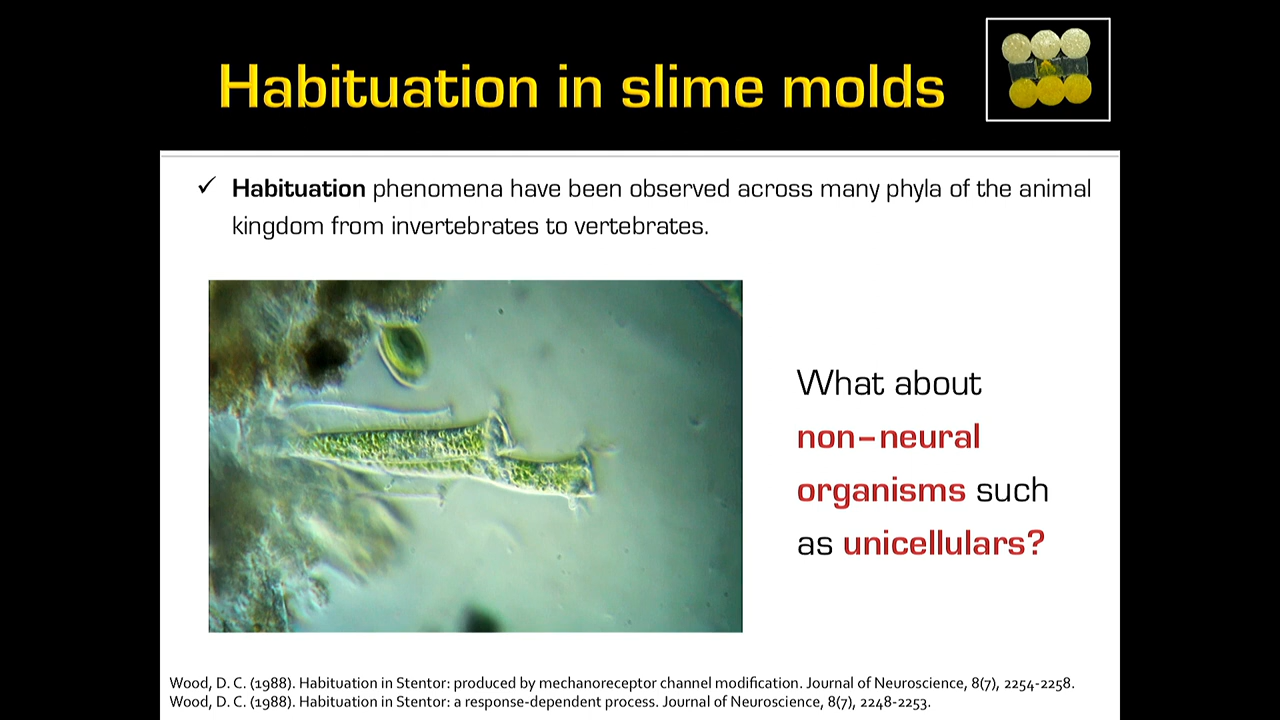 Habituation in slime molds
✓ Habituation phenomena have been observed across many phyla of the animal
kingdom from invertebrates to vertebrates.
What about
non-neural
organisms such
as unicellulars?
Wood, D. C. (1988). Habituation in Stentor: produced by mechanoreceptor channel modification. Journal of Neuroscience, 8(7), 2254-2258.
Wood, D. C. (1988). Habituation in Stentor: a response-dependent process. Journal of Neuroscience, 8(7), 2248-2253.